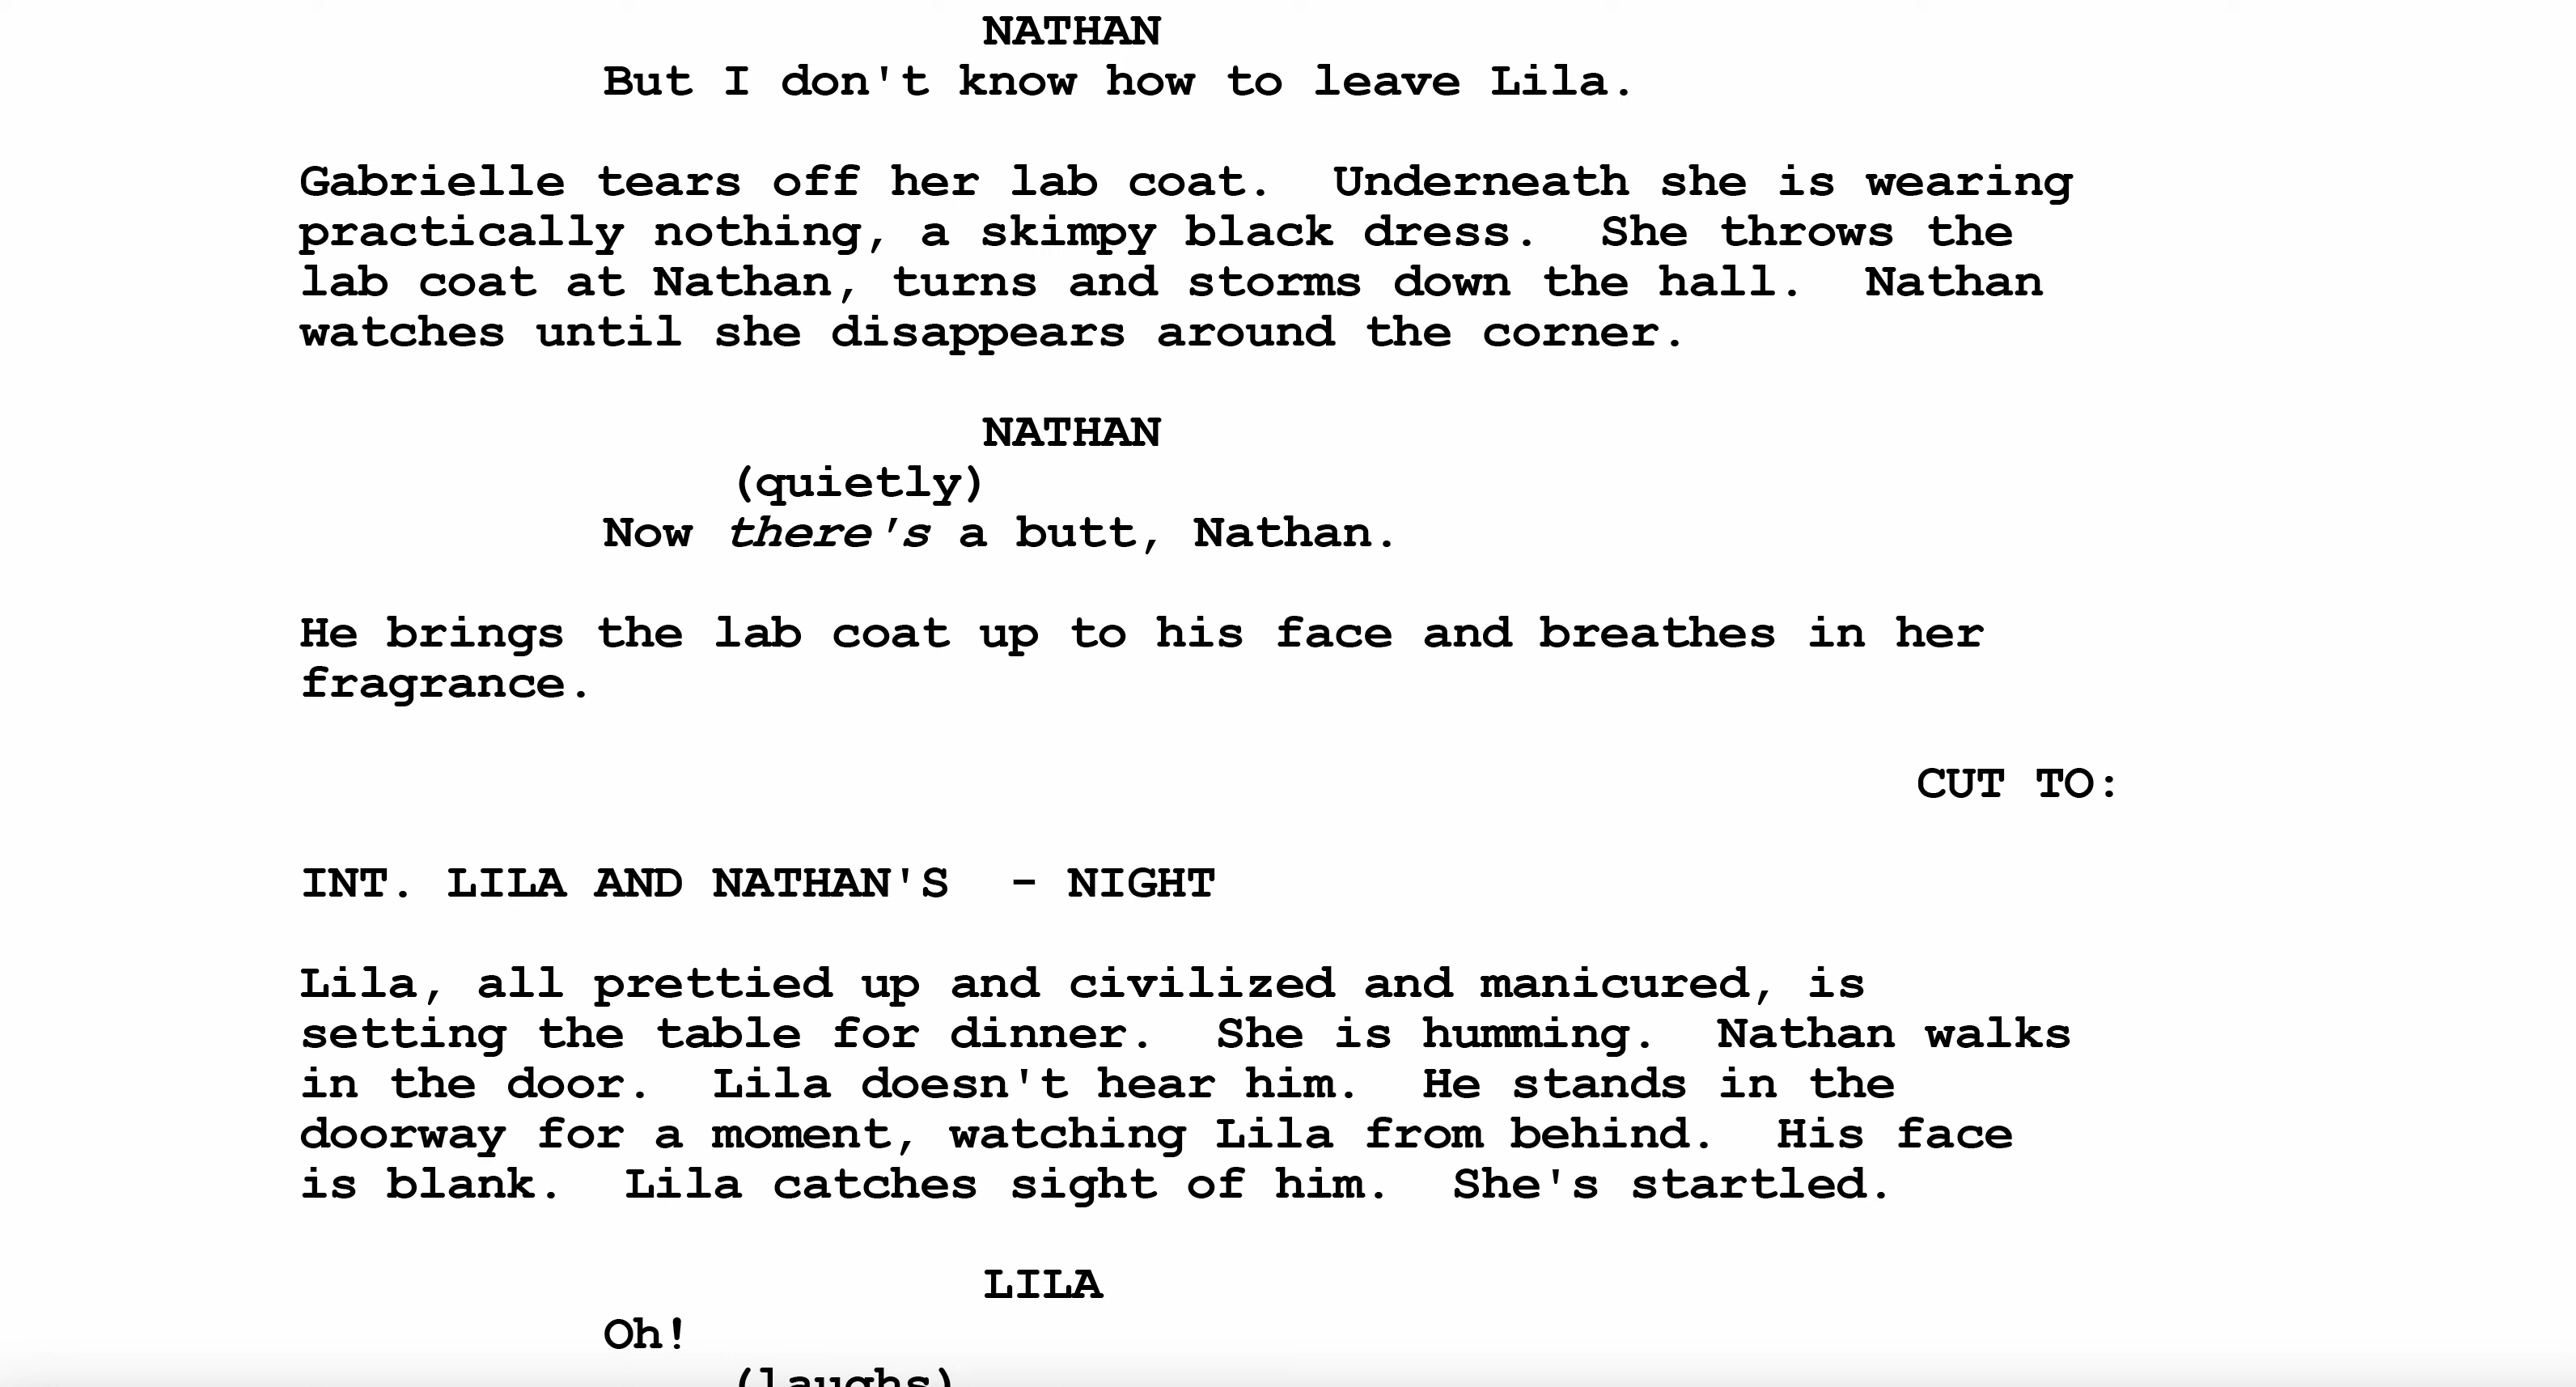 NATHAN
But I don't know how to leave Lila.
Gabrielle tears off her lab coat.  Underneath she is wearing
practically nothing, a skimpy black dress.  She throws the
lab coat at Nathan, turns and storms down the hall.  Nathan
watches until she disappears around the corner.
NATHAN
(quietly)
Now there's a butt, Nathan.
He brings the lab coat up to his face and breathes in her
fragrance.
CUT TO:
INT. LILA AND NATHAN'S  - NIGHT
Lila, all prettied up and civilized and manicured, is
setting the table for dinner.  She is humming.  Nathan walks
in the door.  Lila doesn't hear him.  He stands in the
doorway for a moment, watching Lila from behind.  His face
is blank.  Lila catches sight of him.  She's startled.
LILA
Oh!
(laughs)